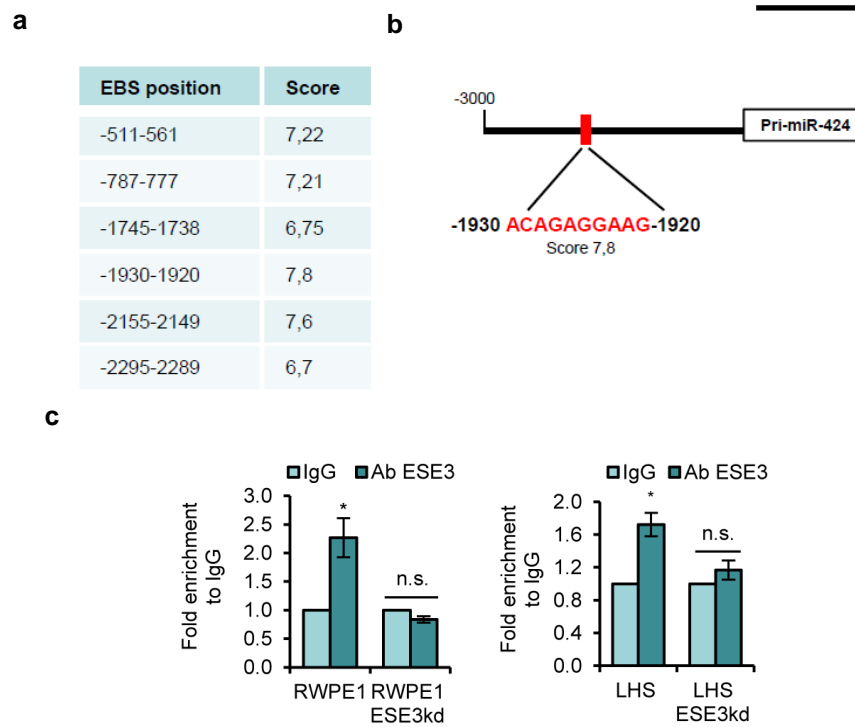 a
EBS position Score
-511-561 7,22
-787-777 7,21
-1745-1738 6,75
-1930-1920 7,8
-2155-2149 7,6
-2295-2289 6,7
b
-3000
Pri-miR-424
-1930 ACAGAGGAAG-1920
Score 7,8
c
IgG Ab ESE3
Fold enrichment
to IgG
3.0
2.5
2.0
1.5
1.0
0.5
0.0
*
n.s.
RWPE1 RWPE1
ESE3kd
IgG Ab ESE3
Fold enrichment
to IgG
2.0
1.6
1.2
0.8
0.4
0.0
*
n.s.
LHS LHS
ESE3kd